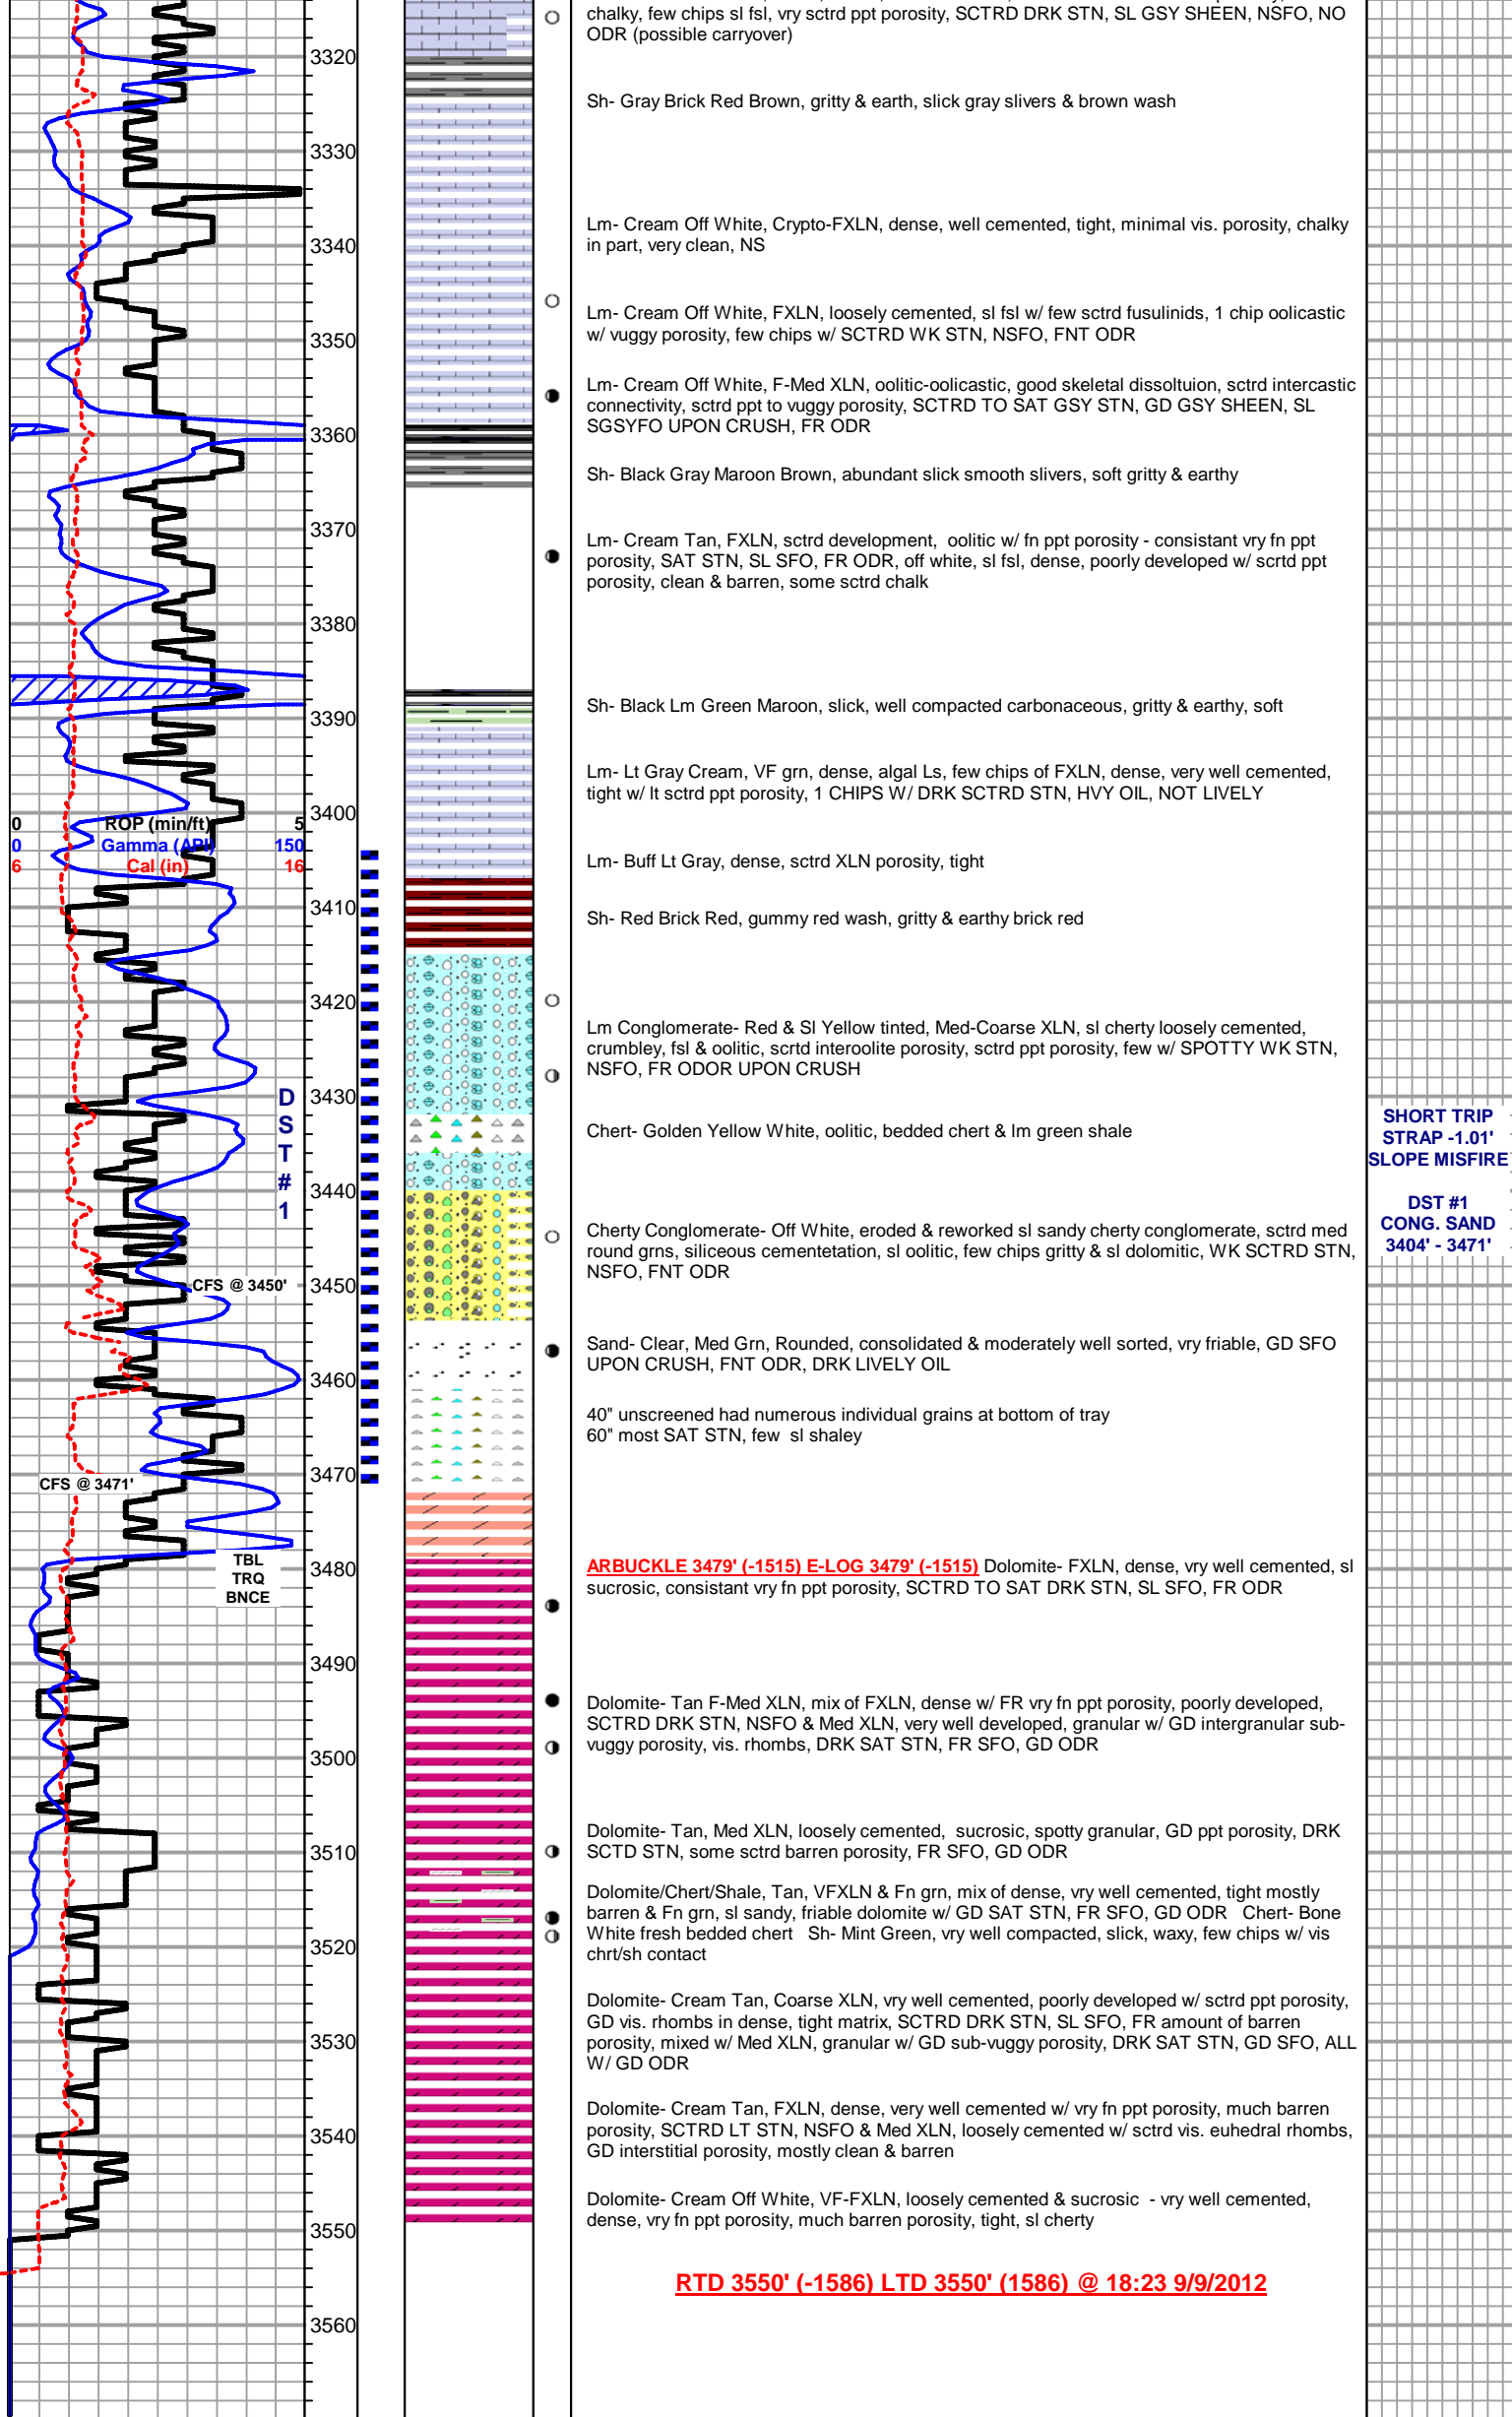 chalky, few chips sl fsl, vry sctrd ppt porosity, SCTRD DRK STN, SL GSY SHEEN, NSFO, NO
ODR (possible carryover)
3320
Sh- Gray Brick Red Brown, gritty & earth, slick gray slivers & brown wash
3330
Lm- Cream Off White, Crypto-FXLN, dense, well cemented, tight, minimal vis. porosity, chalky
in part, very clean, NS
3340
Lm- Cream Off White, FXLN, loosely cemented, sl fsl w/ few sctrd fusulinids, 1 chip oolicastic
w/ vuggy porosity, few chips w/ SCTRD WK STN, NSFO, FNT ODR
3350
Lm- Cream Off White, F-Med XLN, oolitic-oolicastic, good skeletal dissoltuion, sctrd intercastic
connectivity, sctrd ppt to vuggy porosity, SCTRD TO SAT GSY STN, GD GSY SHEEN, SL
SGSYFO UPON CRUSH, FR ODR
3360
Sh- Black Gray Maroon Brown, abundant slick smooth slivers, soft gritty & earthy
3370
Lm- Cream Tan, FXLN, sctrd development, oolitic w/ fn ppt porosity - consistant vry fn ppt
porosity, SAT STN, SL SFO, FR ODR, off white, sl fsl, dense, poorly developed w/ scrtd ppt
porosity, clean & barren, some sctrd chalk
3380
Sh- Black Lm Green Maroon, slick, well compacted carbonaceous, gritty & earthy, soft
3390
Lm- Lt Gray Cream, VF grn, dense, algal Ls, few chips of FXLN, dense, very well cemented,
tight w/ lt sctrd ppt porosity, 1 CHIPS W/ DRK SCTRD STN, HVY OIL, NOT LIVELY
3400
0 ROP (min/ft) 5
0 Gamma (API) 150
6 Cal (in) 16
Lm- Buff Lt Gray, dense, sctrd XLN porosity, tight
3410
Sh- Red Brick Red, gummy red wash, gritty & earthy brick red
3420
Lm Conglomerate- Red & Sl Yellow tinted, Med-Coarse XLN, sl cherty loosely cemented,
crumbley, fsl & oolitic, scrtd interoolite porosity, sctrd ppt porosity, few w/ SPOTTY WK STN,
NSFO, FR ODOR UPON CRUSH
3430
D
S
T
#
1
SHORT TRIP
STRAP -1.01'
SLOPE MISFIRE
Chert- Golden Yellow White, oolitic, bedded chert & lm green shale
3440
DST #1
CONG. SAND
3404' - 3471'
Cherty Conglomerate- Off White, eroded & reworked sl sandy cherty conglomerate, sctrd med
round grns, siliceous cementetation, sl oolitic, few chips gritty & sl dolomitic, WK SCTRD STN,
NSFO, FNT ODR
CFS @ 3450'
3450
Sand- Clear, Med Grn, Rounded, consolidated & moderately well sorted, vry friable, GD SFO
UPON CRUSH, FNT ODR, DRK LIVELY OIL
3460
40" unscreened had numerous individual grains at bottom of tray
60" most SAT STN, few sl shaley
3470
CFS @ 3471'
TBL
TRQ
BNCE
3480
ARBUCKLE 3479' (-1515) E-LOG 3479' (-1515) Dolomite- FXLN, dense, vry well cemented, sl
sucrosic, consistant vry fn ppt porosity, SCTRD TO SAT DRK STN, SL SFO, FR ODR
3490
Dolomite- Tan F-Med XLN, mix of FXLN, dense w/ FR vry fn ppt porosity, poorly developed,
SCTRD DRK STN, NSFO & Med XLN, very well developed, granular w/ GD intergranular sub-
vuggy porosity, vis. rhombs, DRK SAT STN, FR SFO, GD ODR
3500
Dolomite- Tan, Med XLN, loosely cemented, sucrosic, spotty granular, GD ppt porosity, DRK
SCTD STN, some sctrd barren porosity, FR SFO, GD ODR
3510
Dolomite/Chert/Shale, Tan, VFXLN & Fn grn, mix of dense, vry well cemented, tight mostly
barren & Fn grn, sl sandy, friable dolomite w/ GD SAT STN, FR SFO, GD ODR Chert- Bone
White fresh bedded chert Sh- Mint Green, vry well compacted, slick, waxy, few chips w/ vis
chrt/sh contact
3520
Dolomite- Cream Tan, Coarse XLN, vry well cemented, poorly developed w/ sctrd ppt porosity,
GD vis. rhombs in dense, tight matrix, SCTRD DRK STN, SL SFO, FR amount of barren
porosity, mixed w/ Med XLN, granular w/ GD sub-vuggy porosity, DRK SAT STN, GD SFO, ALL
W/ GD ODR
3530
Dolomite- Cream Tan, FXLN, dense, very well cemented w/ vry fn ppt porosity, much barren
porosity, SCTRD LT STN, NSFO & Med XLN, loosely cemented w/ sctrd vis. euhedral rhombs,
GD interstitial porosity, mostly clean & barren
3540
Dolomite- Cream Off White, VF-FXLN, loosely cemented & sucrosic - vry well cemented,
dense, vry fn ppt porosity, much barren porosity, tight, sl cherty
3550
RTD 3550' (-1586) LTD 3550' (1586) @ 18:23 9/9/2012
3560